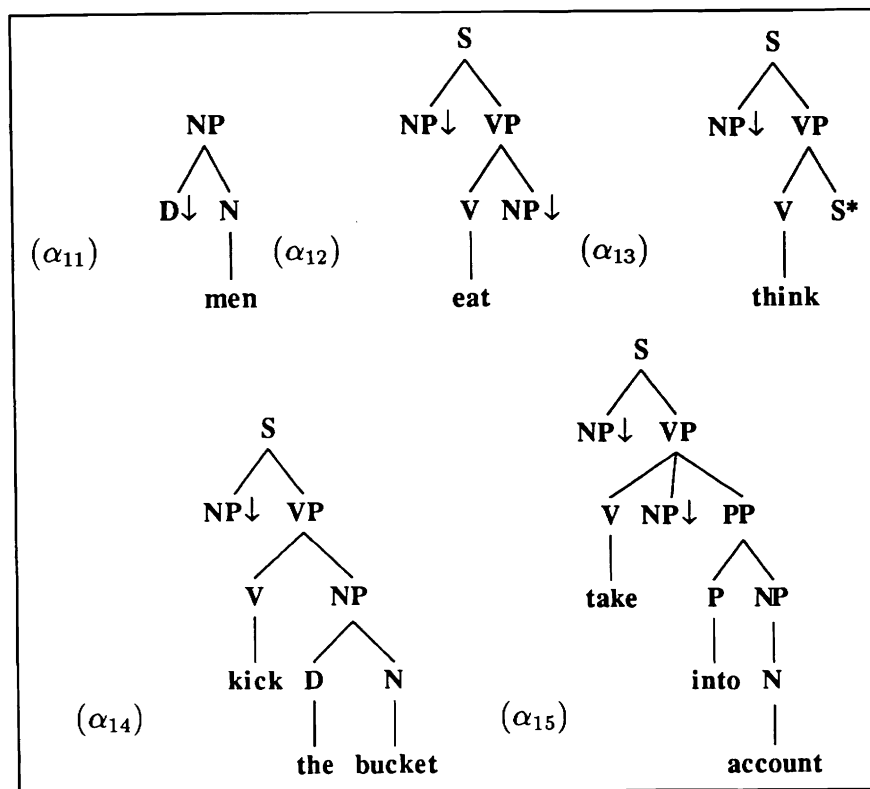 S S
NP↓ VP NP↓ VP
NP
D↓ N V NP↓ V S*
(α11) (α12) (α13)
men eat think
S
S
NP↓ VP
NP↓ VP V NP↓ PP
V NP take P NP
kick D N into N
(α14) (α15)
the bucket account